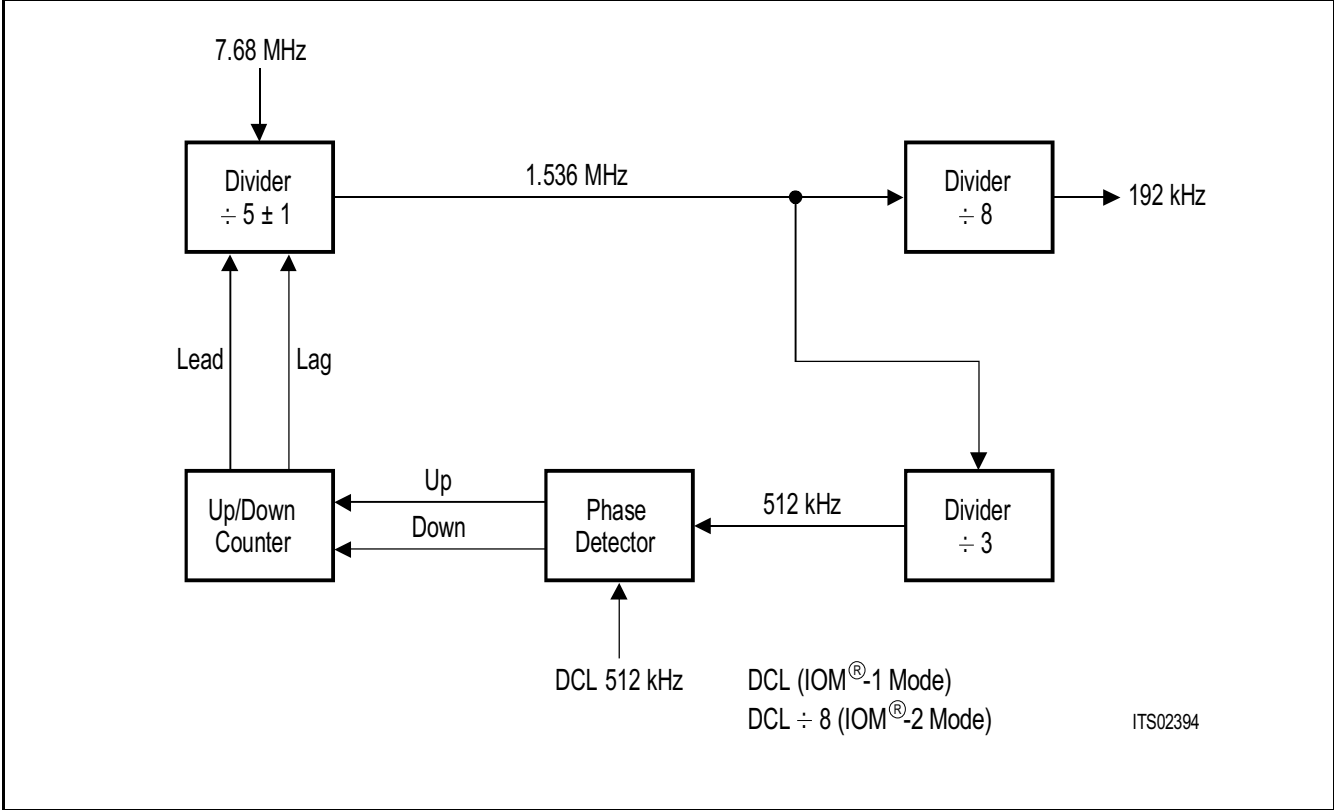 7.68 MHz
Divider
÷ 5 ± 1
1.536 MHz
Divider
÷ 8
192 kHz
Lead
Lag
Up/Down
Counter
Up
Down
Phase
Detector
512 kHz
Divider
÷ 3
DCL 512 kHz
DCL (IOM®-1 Mode)
DCL ÷ 8 (IOM®-2 Mode)
ITS02394